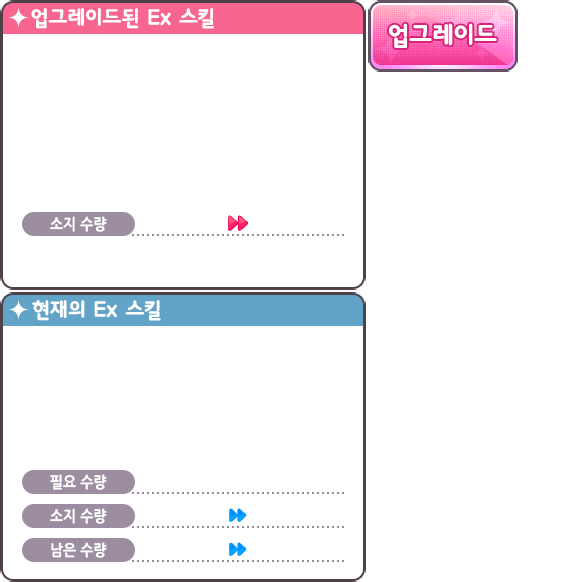 업그레이드된 Ex 스킬
업그레이드
소지 수량
현재의 Ex 스킬
필요 수량
소지 수량
남은 수량